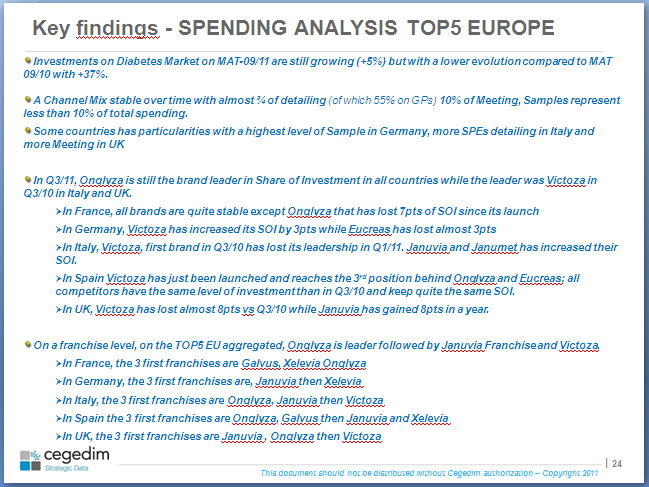 Key findings - SPENDING ANALYSIS TOP5 EUROPE
Investments on Diabetes Market on MAT-09/11 are still growing (+5%) but with a lower evolution compared to MAT
09/10 with +37%.
A Channel Mix stable over time with almost ¾ of detailing (of which 55% on GPs) 10% of Meeting, Samples represent
less than 10% of total spending.
Some countries has particularities with a highest level of Sample in Germany, more SPEs detailing in Italy and
more Meeting in UK
In Q3/11, Onglyza is still the brand leader in Share of Investment in all countries while the leader was Victoza in
Q3/10 in Italy and UK.
In France, all brands are quite stable except Onglyza that has lost 7pts of SOI since its launch
In Germany, Victoza has increased its SOI by 3pts while Eucreas has lost almost 3pts
In Italy, Victoza, first brand in Q3/10 has lost its leadership in Q1/11. Januvia and Janumet has increased their
SOI.
In Spain Victoza has just been launched and reaches the 3rd position behind Onglyza and Eucreas; all
competitors have the same level of investment than in Q3/10 and keep quite the same SOI.
In UK, Victoza has lost almost 8pts vs Q3/10 while Januvia has gained 8pts in a year.
On a franchise level, on the TOP5 EU aggregated, Onglyza is leader followed by Januvia Franchise and Victoza.
In France, the 3 first franchises are Galvus, Xelevia Onglyza
In Germany, the 3 first franchises are, Januvia then Xelevia
In Italy, the 3 first franchises are Onglyza, Januvia then Victoza
In Spain the 3 first franchises are Onglyza, Galvus then Januvia and Xelevia
In UK, the 3 first franchises are Januvia , Onglyza then Victoza
cegedim
Strategic Data
24
This document should not be distributed without Cegedim authorization – Copyright 2011